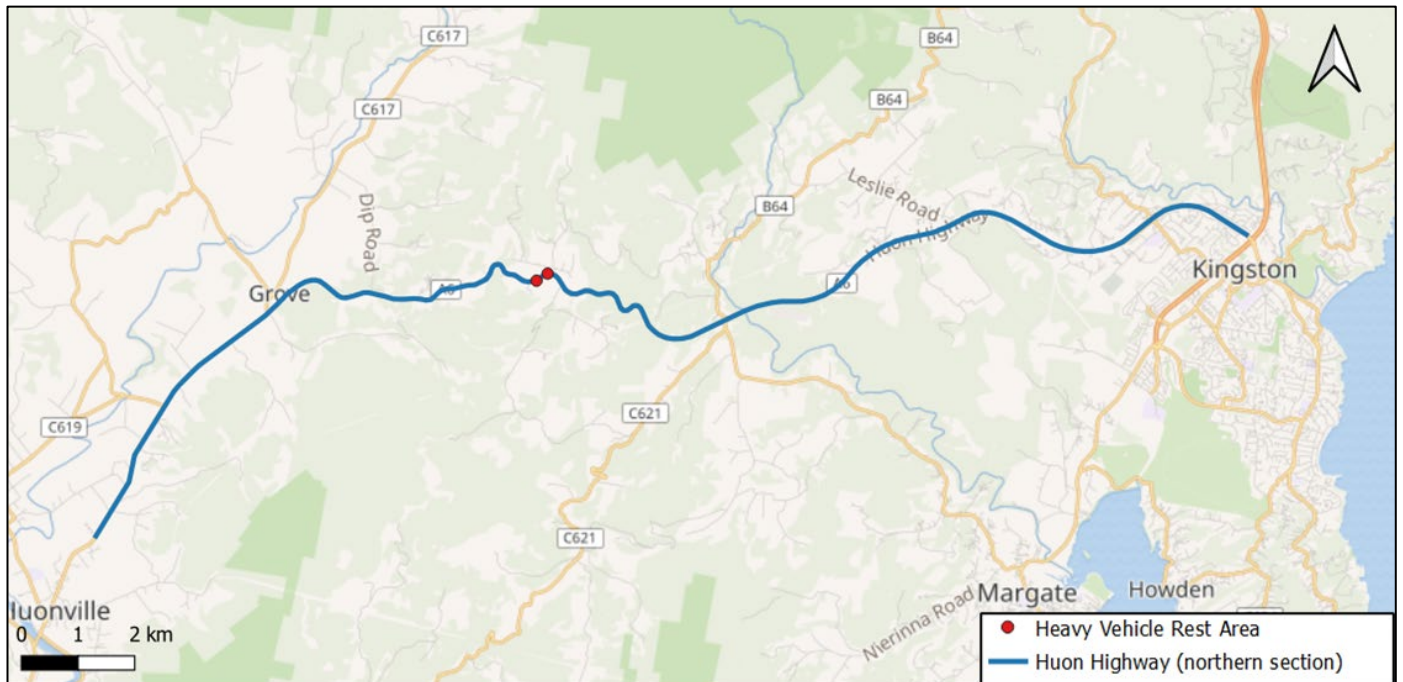 C617
B64
C617
B64
Leslie Road
B64
Dip Road
Huon Highway
Kingston
Grove
A6
A6
C621
C619
C621
Margate
Howden
Nierinna Road
Huonville
0 1 2 km
Heavy Vehicle Rest Area
Huon Highway (northern section)